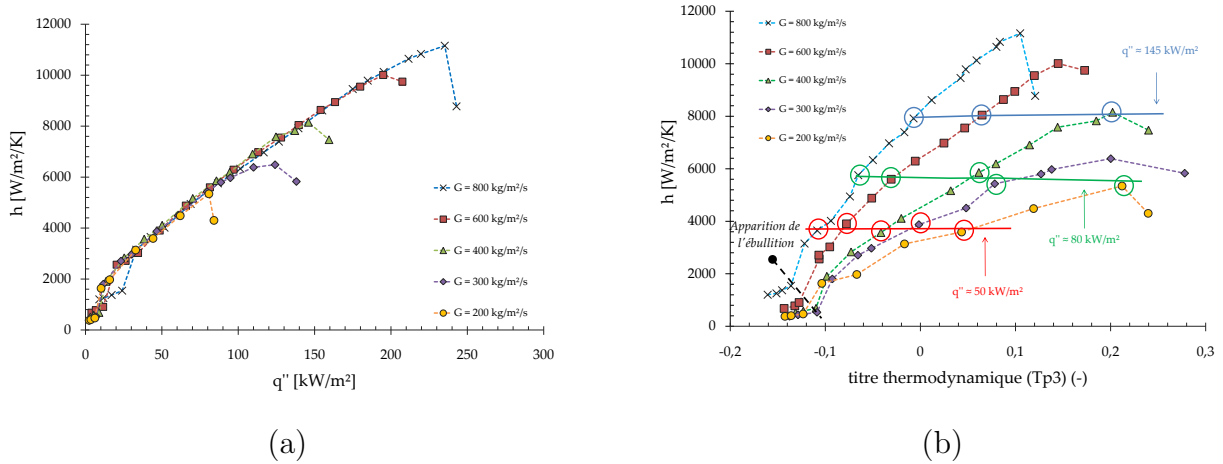 12000
10000
8000
6000
4000
2000
0
h [W/m²/K]
0
50
100
150
200
250
300
q'' [kW/m²]
G = 800 kg/m²/s
G = 600 kg/m²/s
G = 400 kg/m²/s
G = 300 kg/m²/s
G = 200 kg/m²/s
(a)
12000
10000
8000
6000
4000
2000
0
h [W/m²/K]
-0,2
-0,1
0
0,1
0,2
0,3
titre thermodynamique (Tp3) (-)
G = 800 kg/m²/s
G = 600 kg/m²/s
G = 400 kg/m²/s
G = 300 kg/m²/s
G = 200 kg/m²/s
q'' = 145 kW/m²
Apparition de
l'ébullition
q'' = 80 kW/m²
q'' ≈ 50 kW/m²
(b)